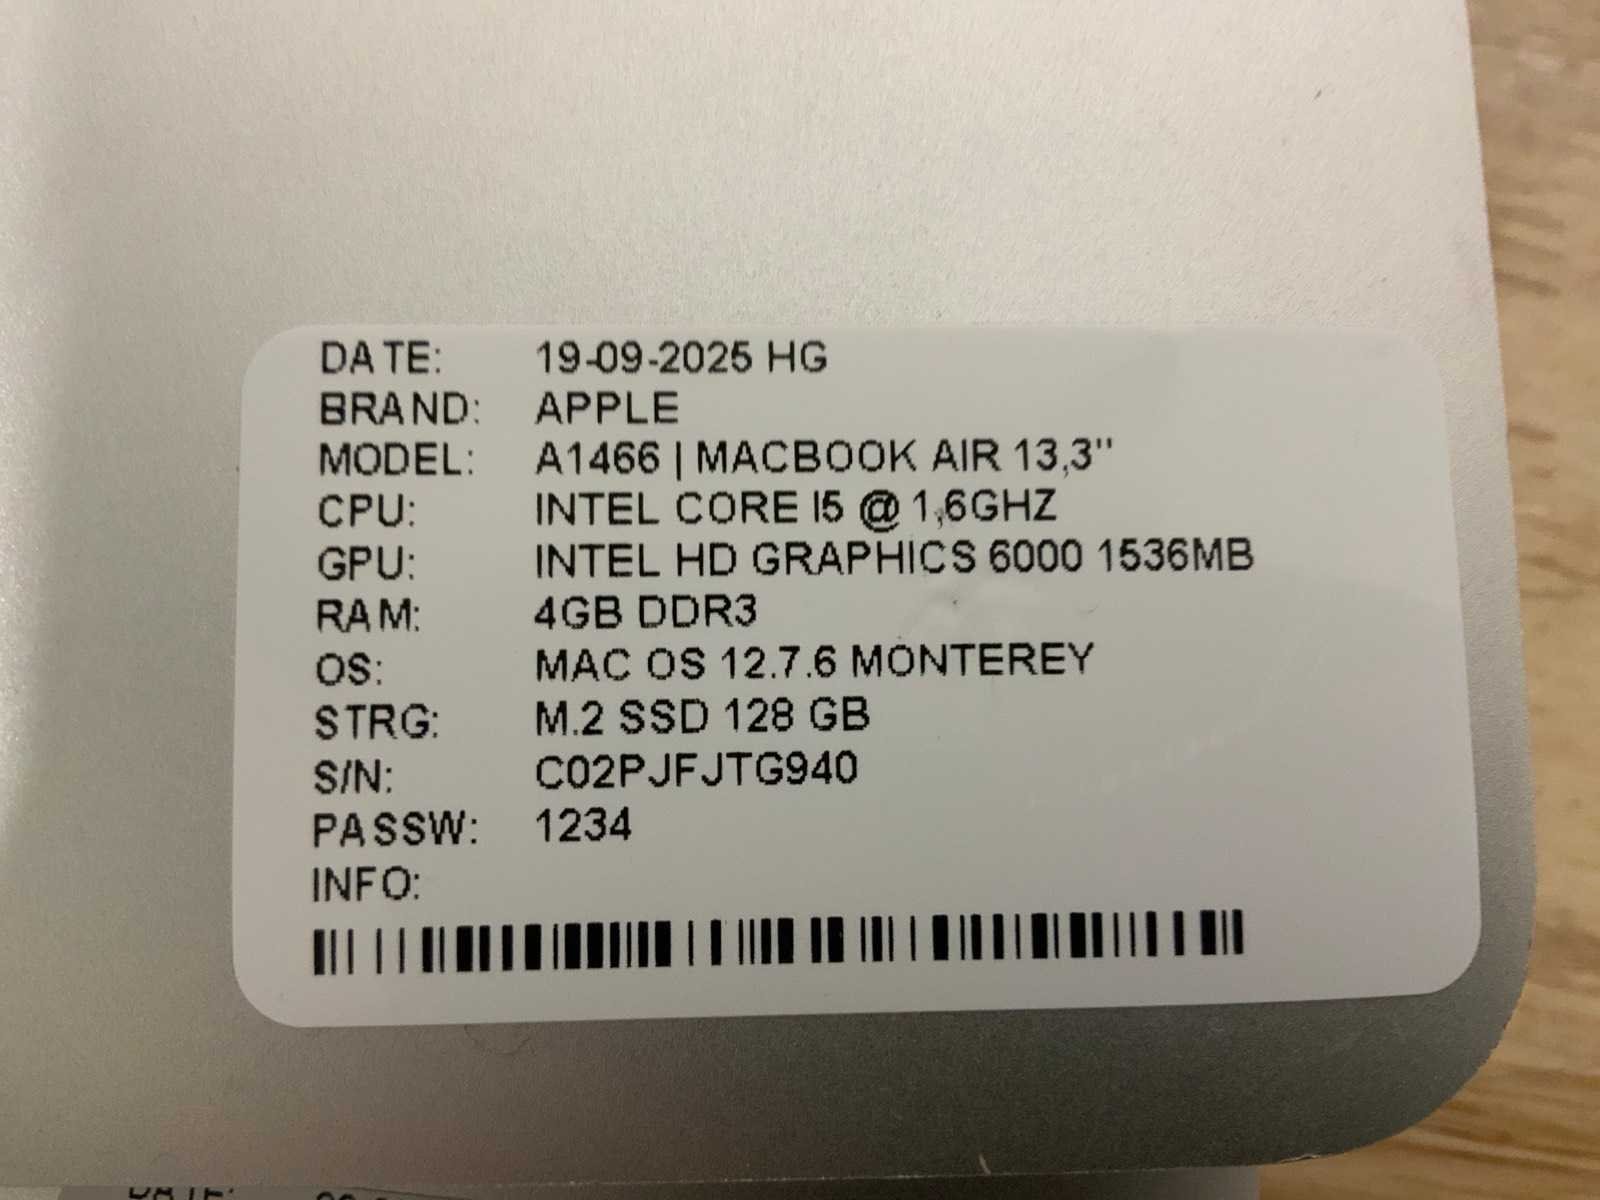 DATE: 19-09-2025 HG
BRAND: APPLE
MODEL: A1466 | MACBOOK AIR 13,3"
CPU: INTEL CORE I5 @ 1,6GHZ
GPU: INTEL HD GRAPHICS 6000 1536MB
RAM: 4GB DDR3
OS: MAC OS 12.7.6 MONTEREY
STRG: M.2 SSD 128 GB
S/N: C02PJFJTG940
PASSW: 1234
INFO:
DATE: